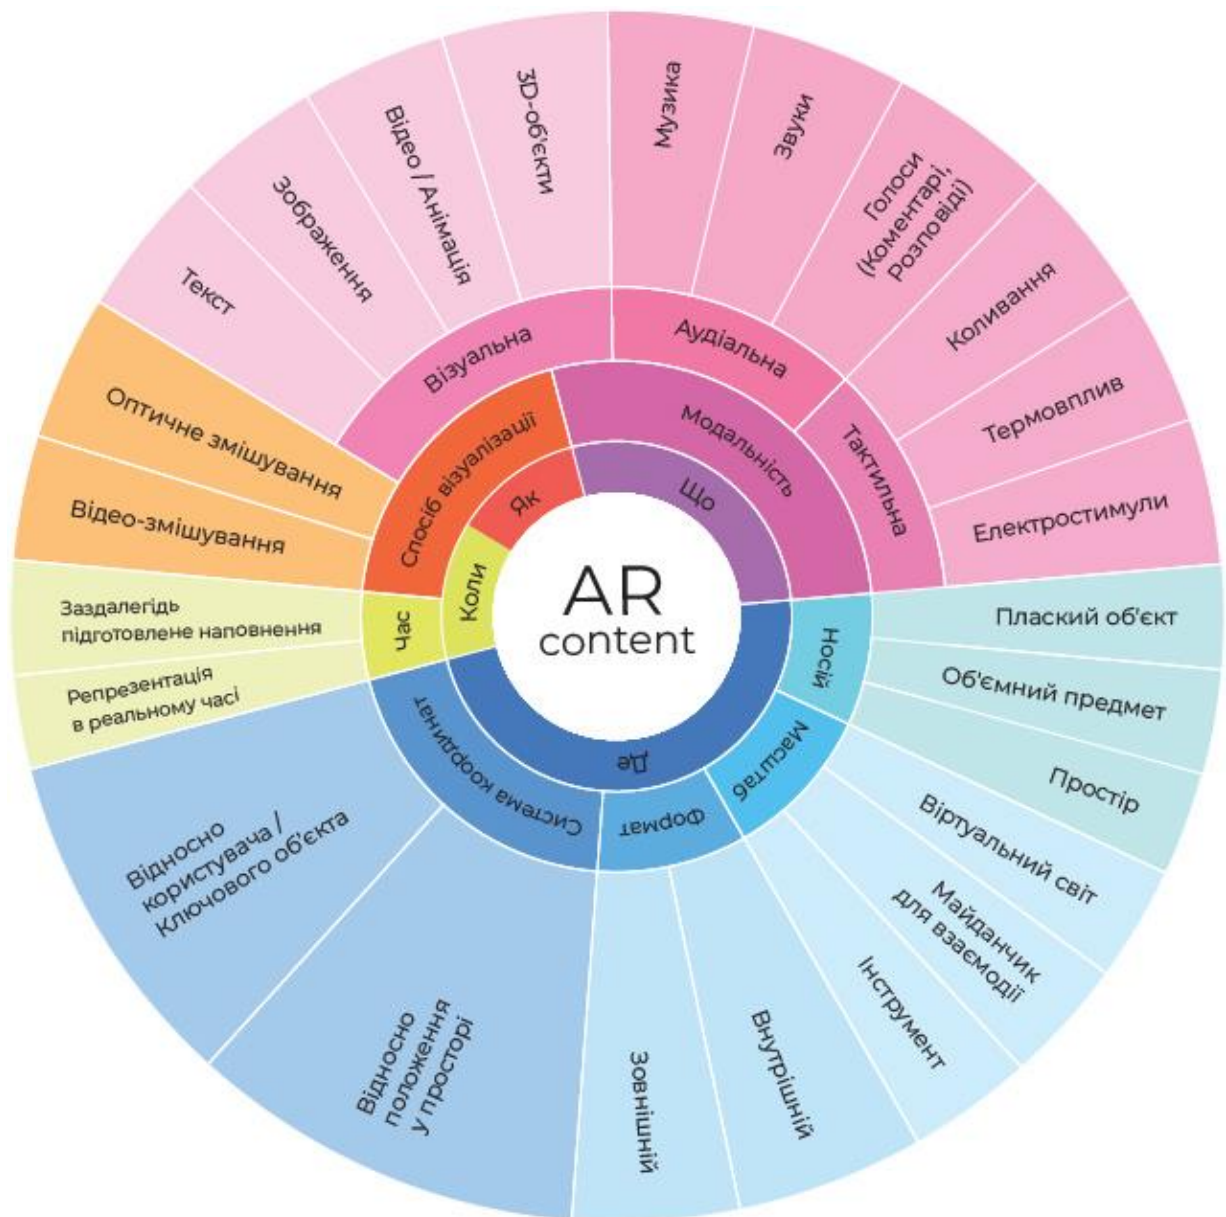 AR
content
Що
Модальність
Візуальна
Текст
Зображення
Відео / Анімація
3D-об'єкти
Аудіальна
Музика
Звуки
Голоси
(Коментарі,
Розповіді)
Тактильна
Коливання
Термовплив
Електростимули
Де
Носій
Плаский об'єкт
Об'ємний предмет
Простір
Масштаб
Віртуальний світ
Майданчик
для взаємодії
Інструмент
Формат
Внутрішній
Зовнішній
Система координат
Відносно
положення
у просторі
Відносно
користувача /
Ключового об'єкта
Коли
Час
Репрезентація
в реальному часі
Заздалегідь
підготовлене наповнення
Як
Спосіб візуалізації
Відео-змішування
Оптичне змішування